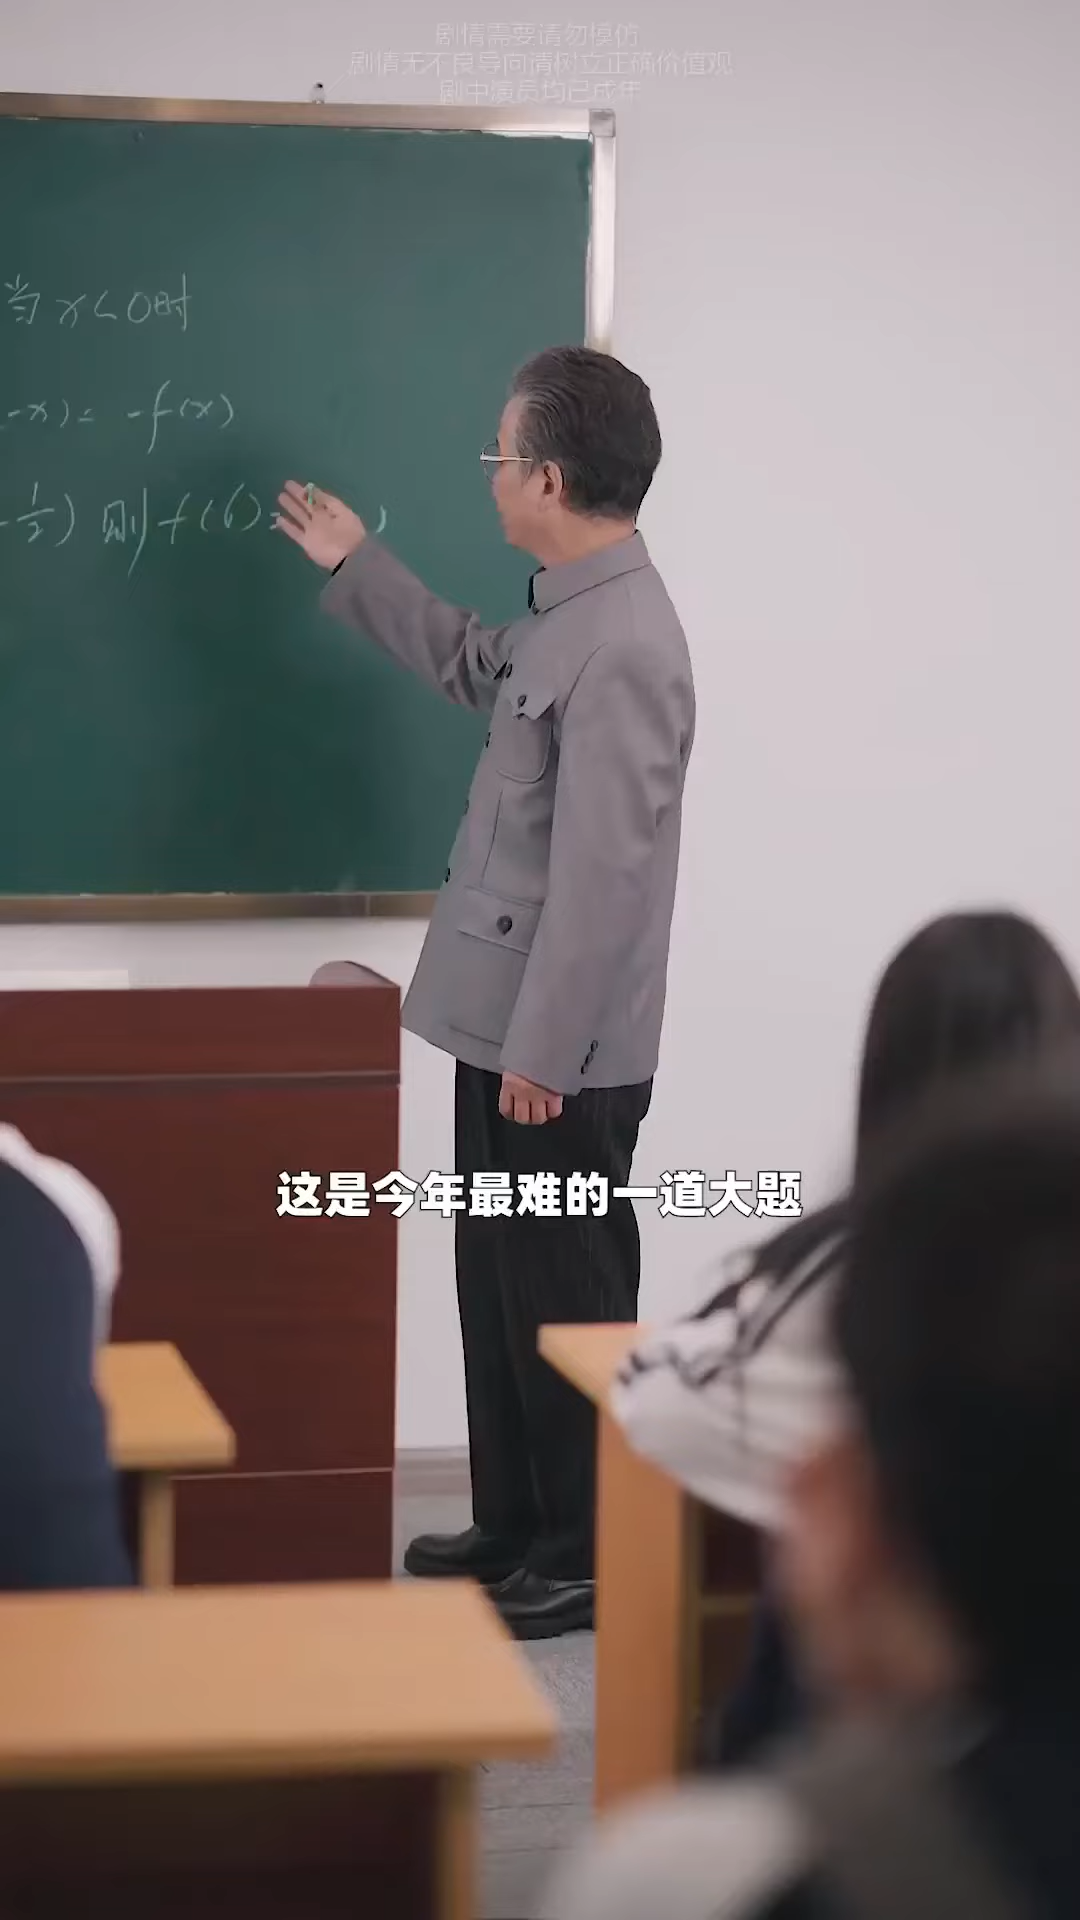 剧情需要请勿模仿
剧情无不良导向请树立正确价值观
剧中演员均已成年
当x<0时
-x)= -f(x)
-1/2) 则f(6)=
这是今年最难的一道大题